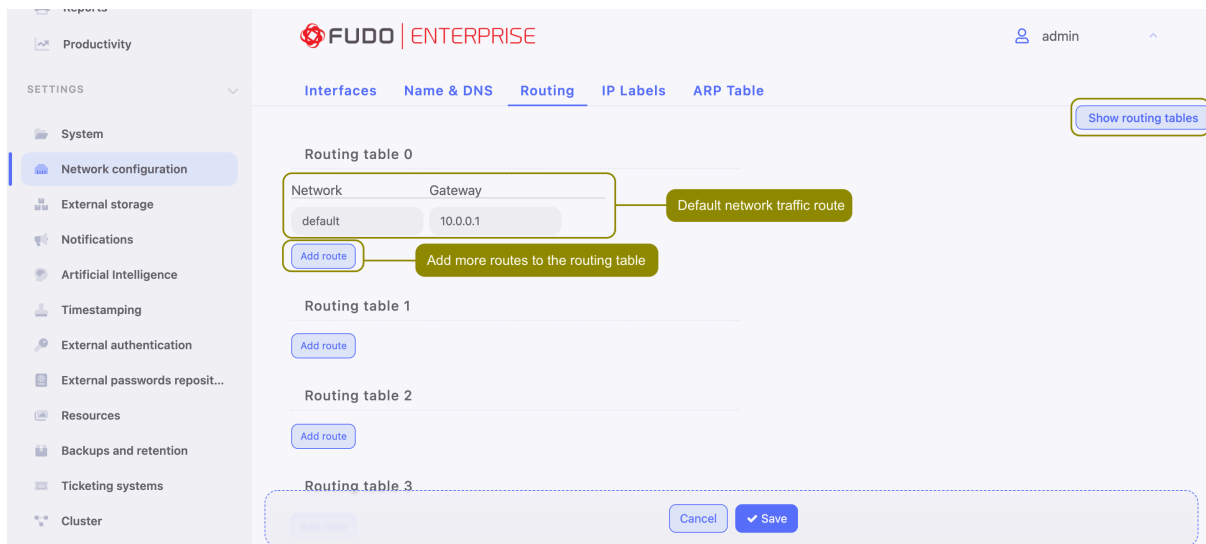 Reports
Productivity
SETTINGS
System
Network configuration
External storage
Notifications
Artificial Intelligence
Timestamping
External authentication
External passwords reposit...
Resources
Backups and retention
Ticketing systems
Cluster
FUDO ENTERPRISE
admin
Interfaces Name & DNS Routing IP Labels ARP Table
Show routing tables
Routing table 0
Network Gateway
default 10.0.0.1
Default network traffic route
Add route
Add more routes to the routing table
Routing table 1
Add route
Routing table 2
Add route
Routing table 3
Add route
Cancel Save